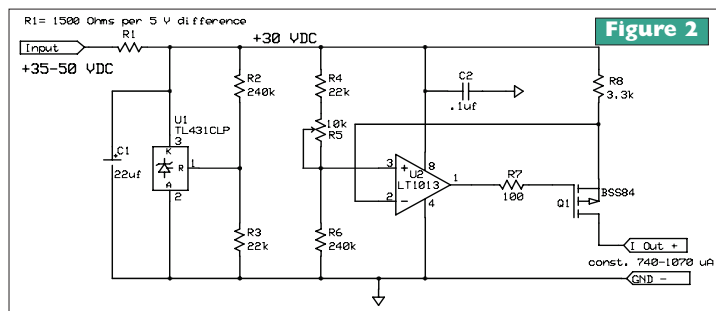 R1= 1500 Ohms per 5 V difference
Figure 2
R1
+30 VDC
Input
+35-50 VDC
R2
240k
R4
22k
C2
.1uf
R8
3.3k
U1
TL431CLP
10k
R5
3
K
R
1
A
2
C1
+
22uf
3
+
8
U2
LT1013
1
2
-
4
R7
100
BSS84
Q1
R3
22k
R6
240k
I Out +
const. 740-1070 uA
GND -